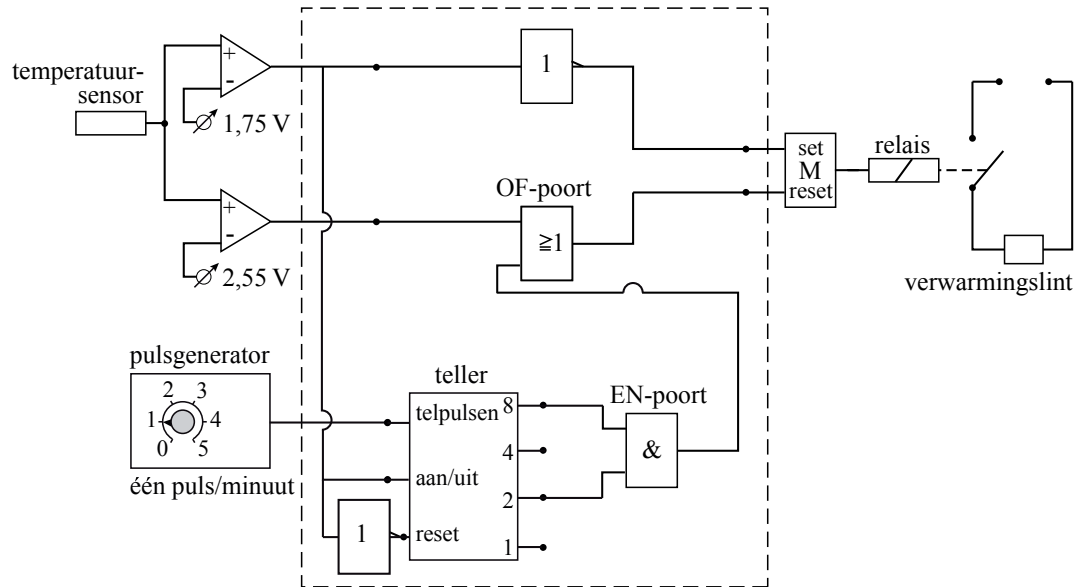 temperatuur-
sensor
+
-
1,75 V
1
set
M
reset
relais
verwarmingslint
+
-
2,55 V
OF-poort
≧1
pulsgenerator
0
1
2
3
4
5
één puls/minuut
teller
telpulsen
aan/uit
reset
8
4
2
1
1
EN-poort
&